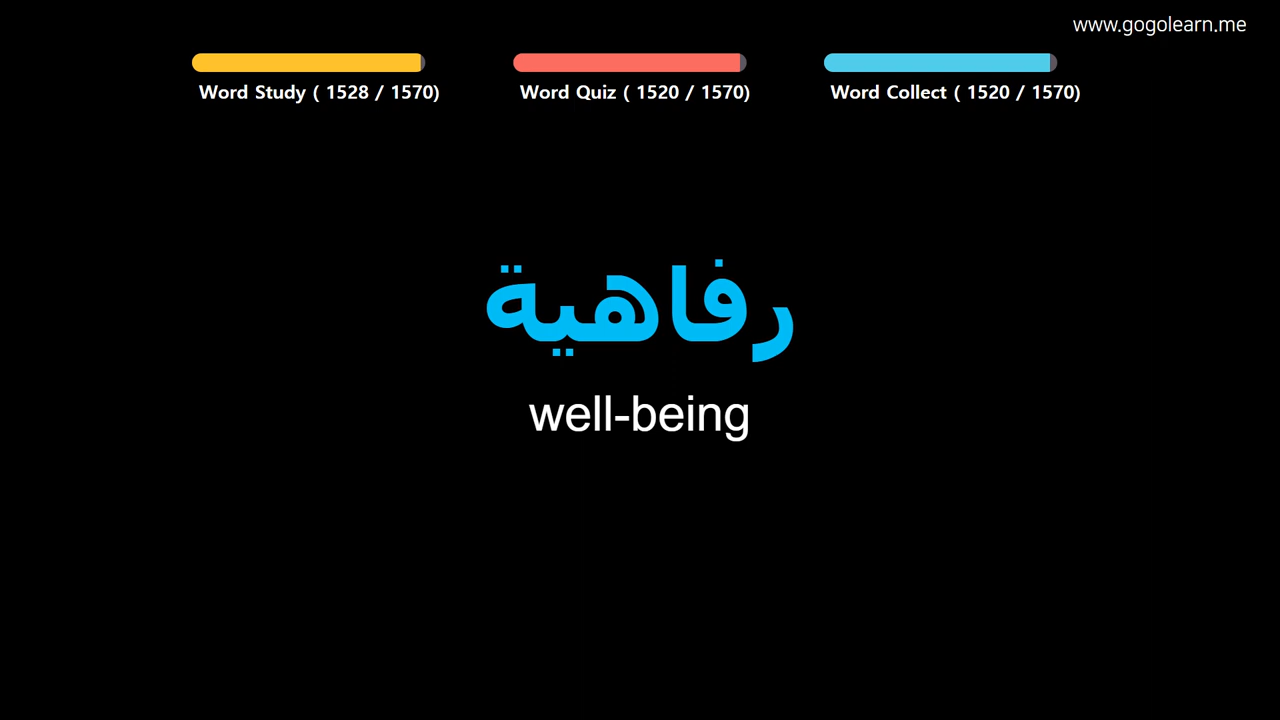 www.gogolearn.me
Word Study ( 1528 / 1570)
Word Quiz ( 1520 / 1570)
Word Collect ( 1520 / 1570)
رفاهية
well-being